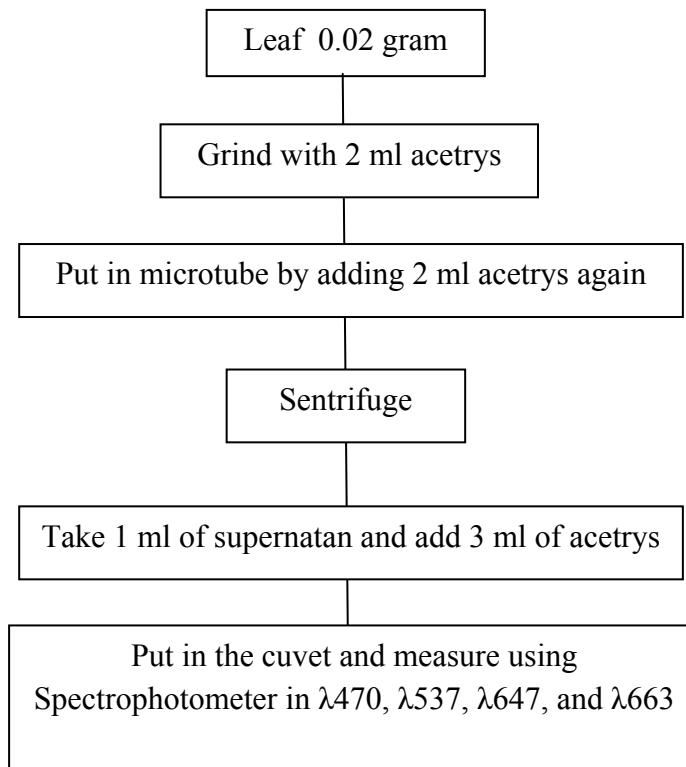 Leaf 0.02 gram
Grind with 2 ml acetrys
Put in microtube by adding 2 ml acetrys again
Sentrifuge
Take 1 ml of supernatan and add 3 ml of acetrys
Put in the cuvet and measure using
Spectrophotometer in λ470, λ537, λ647, and λ663